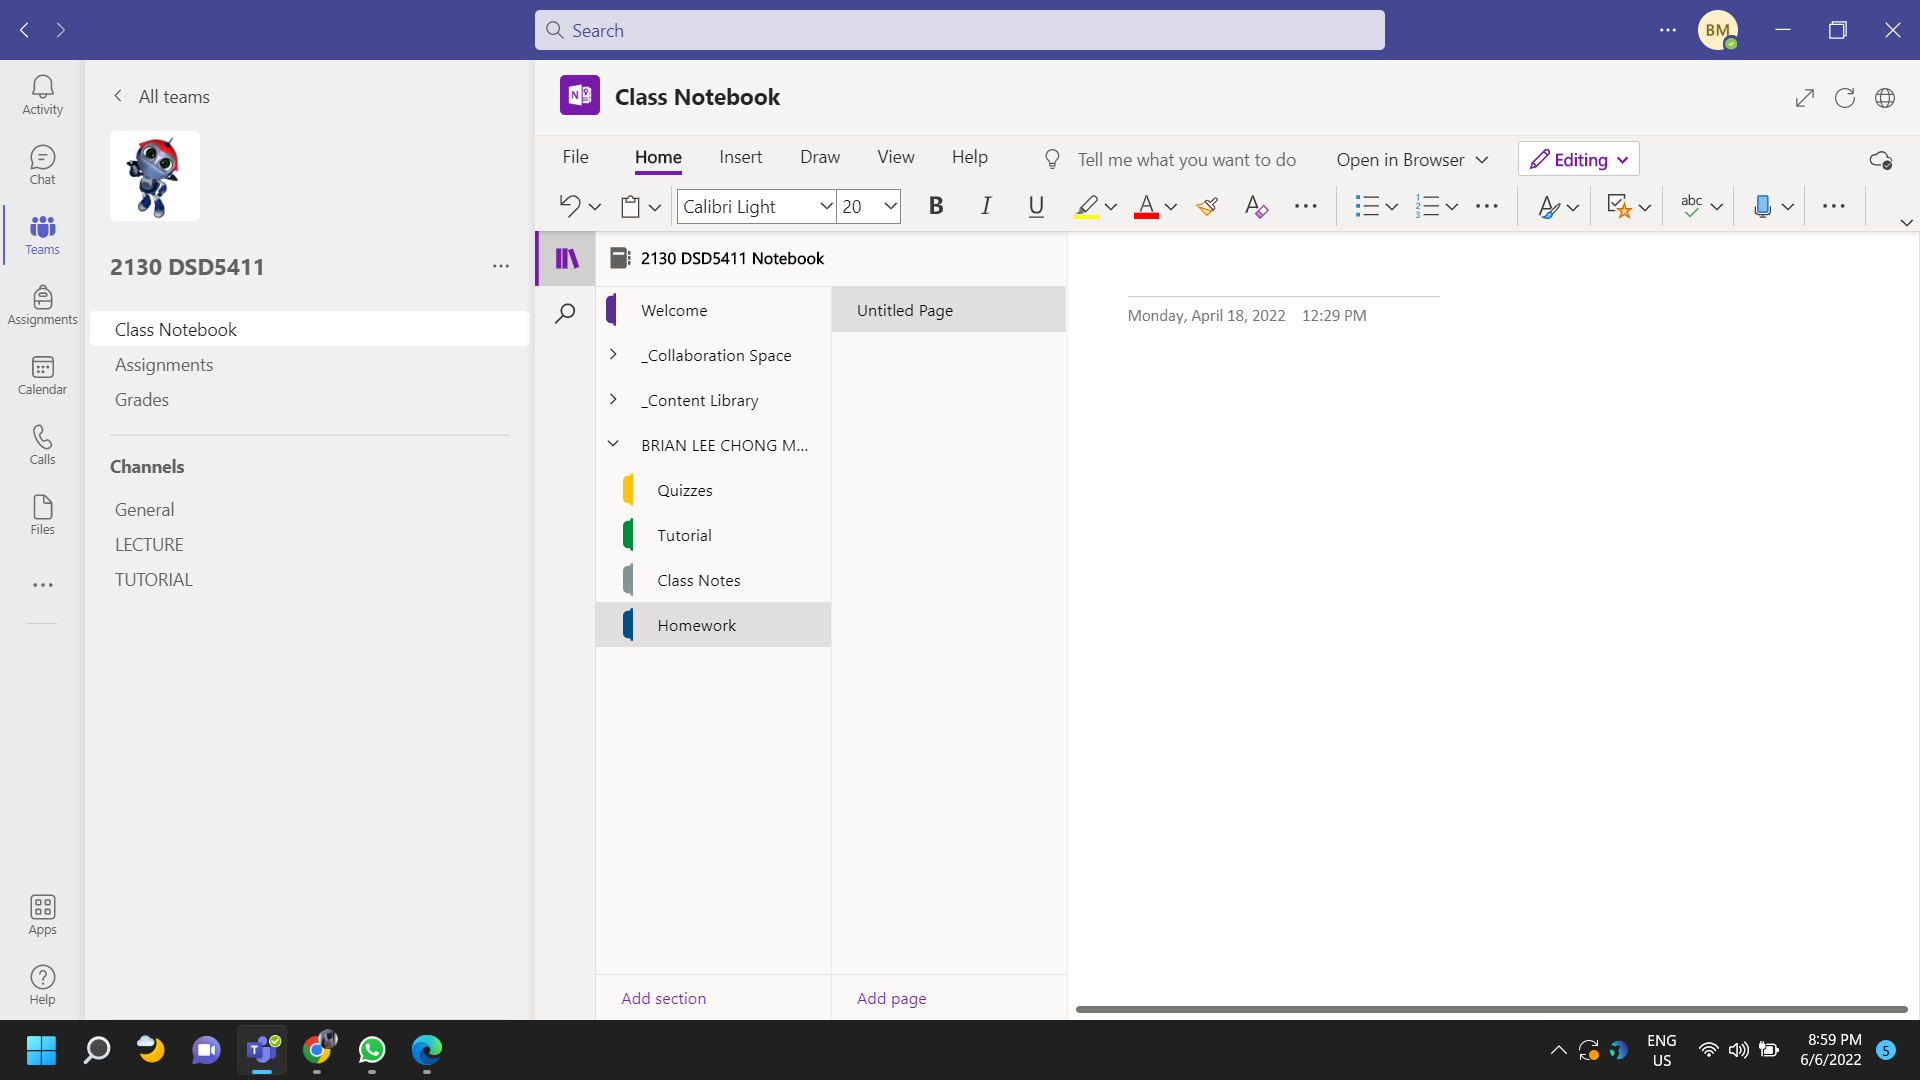 Search
BM
Activity
Chat
Teams
Assignments
Calendar
Calls
Files
Apps
Help
All teams
2130 DSD5411
Class Notebook
Assignments
Grades
Channels
General
LECTURE
TUTORIAL
N
Class Notebook
File Home Insert Draw View Help Tell me what you want to do Open in Browser Editing
Calibri Light 20 B I U A A abc
2130 DSD5411 Notebook
Welcome
_Collaboration Space
_Content Library
BRIAN LEE CHONG M...
Quizzes
Tutorial
Class Notes
Homework
Add section
Untitled Page
Add page
Monday, April 18, 2022 12:29 PM
T
ENG
US
8:59 PM
6/6/2022
5